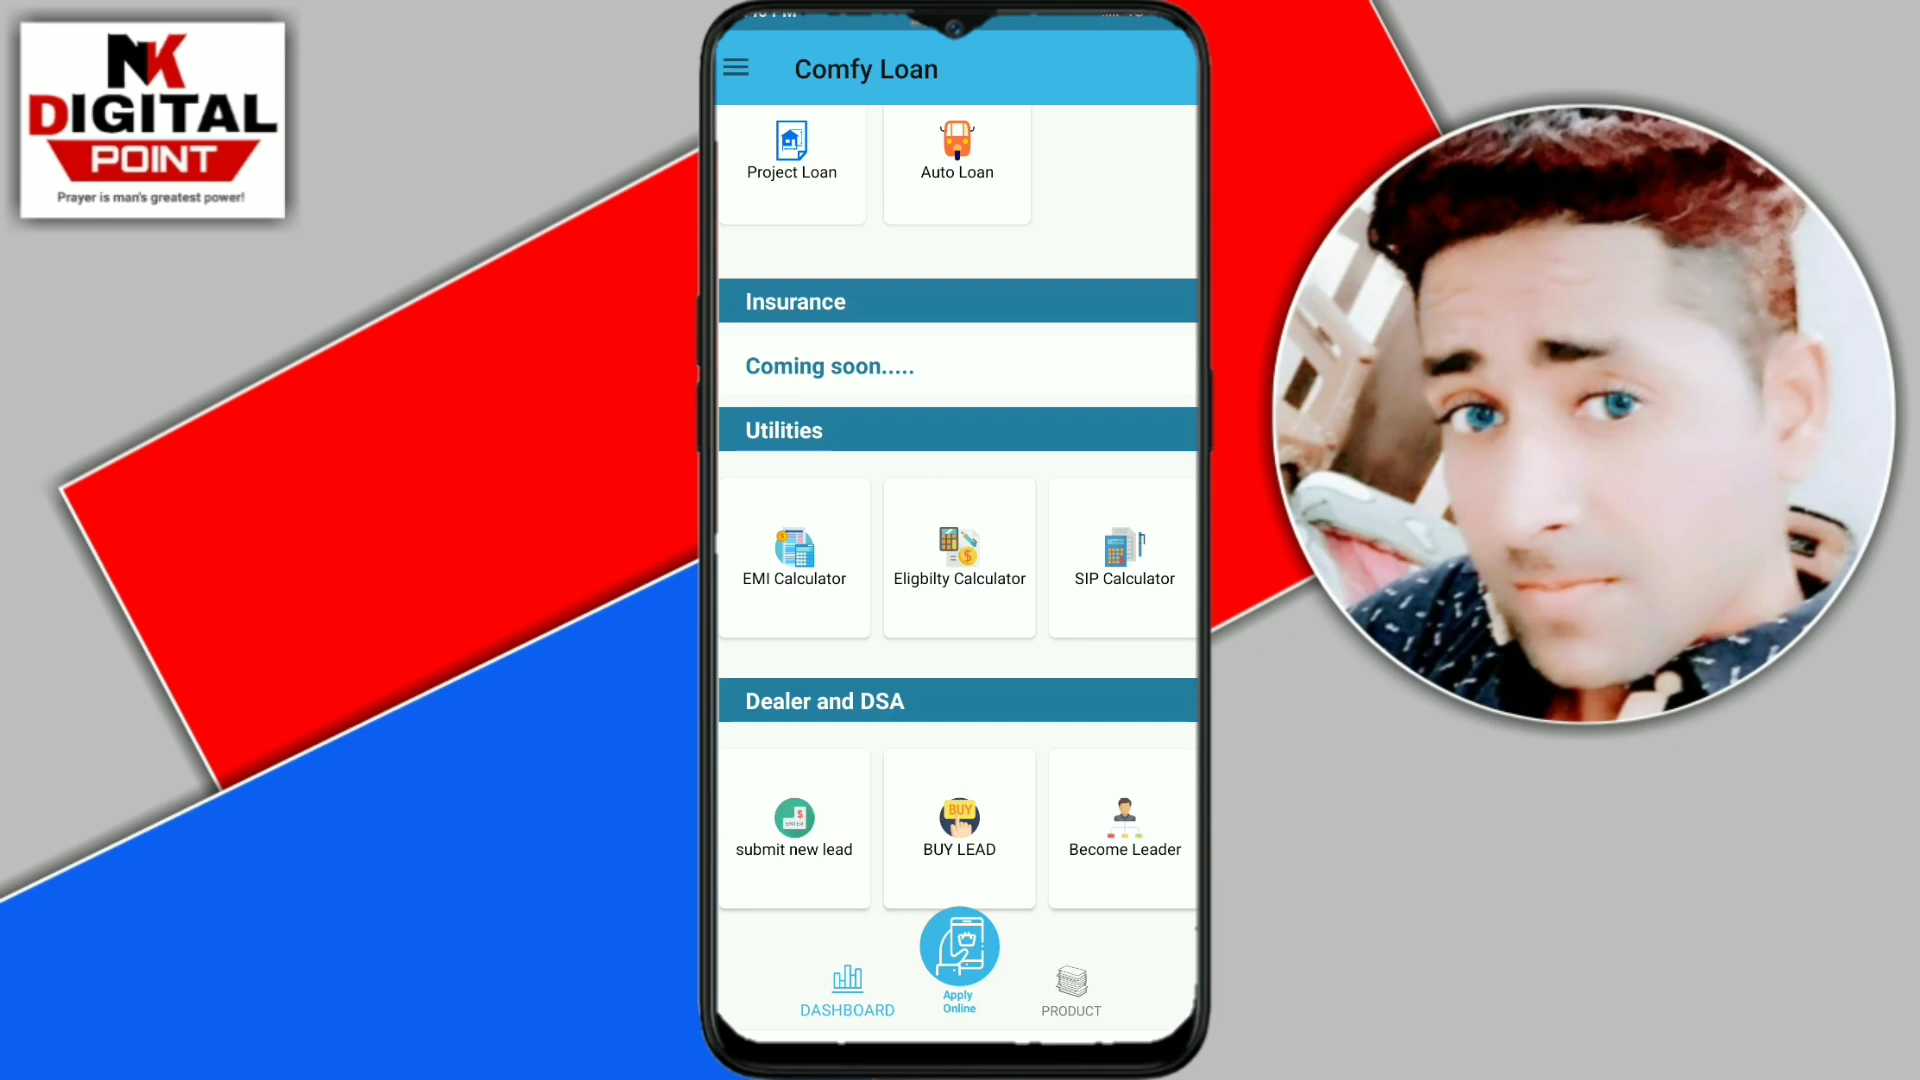 NK
DIGITAL
POINT
Prayer is man's greatest power!
Comfy Loan
Project Loan
Auto Loan
Insurance
Coming soon.....
Utilities
EMI Calculator
Eligbilty Calculator
SIP Calculator
Dealer and DSA
ENTER
submit new lead
BUY
BUY LEAD
Become Leader
DASHBOARD
Apply
Online
PRODUCT